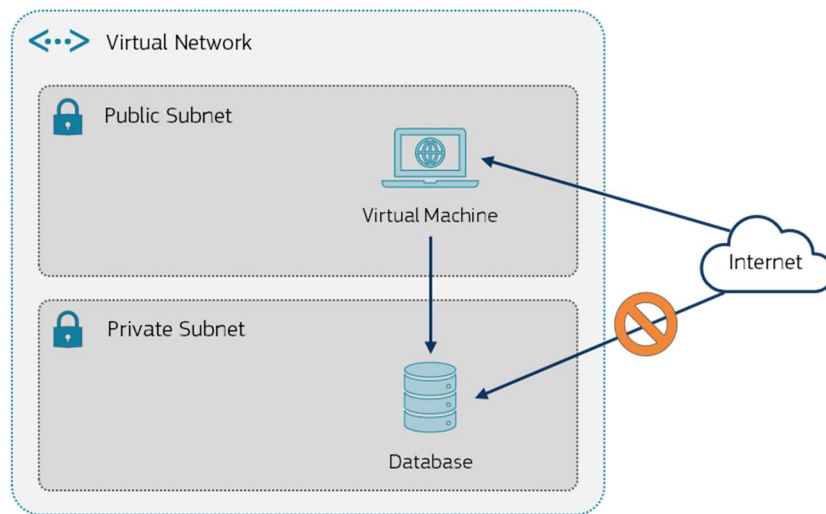 Virtual Network
Public Subnet
Virtual Machine
Internet
Private Subnet
Database